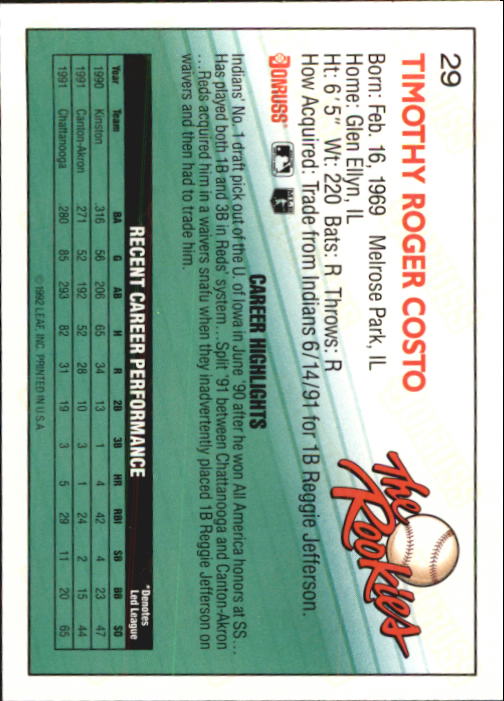 29
TIMOTHY ROGER COSTO
The Rookies
Born: Feb. 16, 1969 Melrose Park, IL
Home: Glen Ellyn, IL
Ht: 6'5" Wt: 220 Bats: R Throws: R
How Acquired: Trade from Indians 6/14/91 for 1B Reggie Jefferson.
DONRUSS
CAREER HIGHLIGHTS
Indians' No. 1 draft pick out of the U. of Iowa in June '90 after he won All America honors at SS...
Has played both 1B and 3B in Reds' system...Split '91 between Chattanooga and Canton-Akron
...Reds acquired him in a waivers snafu when they inadvertently placed 1B Reggie Jefferson on
waivers and then had to trade him.
RECENT CAREER PERFORMANCE
*Denotes
Led League
Year Team BA G AB H R 2B 3B HR RBI SB BB SO
1990 Kinston .316 56 206 65 34 13 1 4 42 4 23 47
1991 Canton-Akron .271 52 192 52 28 10 3 1 24 2 15 44
1991 Chattanooga .280 85 293 82 31 19 3 5 29 11 20 65
©1992 LEAF, INC. PRINTED IN U.S.A.